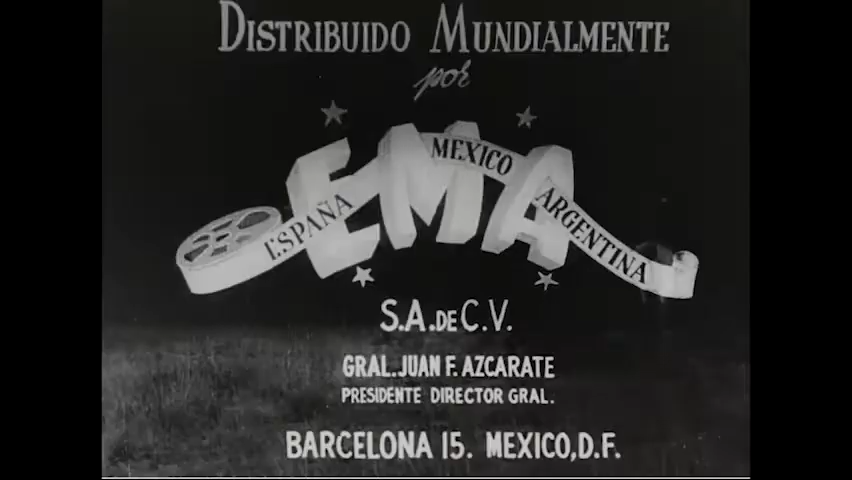 DISTRIBUIDO MUNDIALMENTE
por
EMA
ESPAÑA MEXICO ARGENTINA
S.A. DE C.V.
GRAL. JUAN F. AZCARATE
PRESIDENTE DIRECTOR GRAL.
BARCELONA 15. MEXICO, D.F.